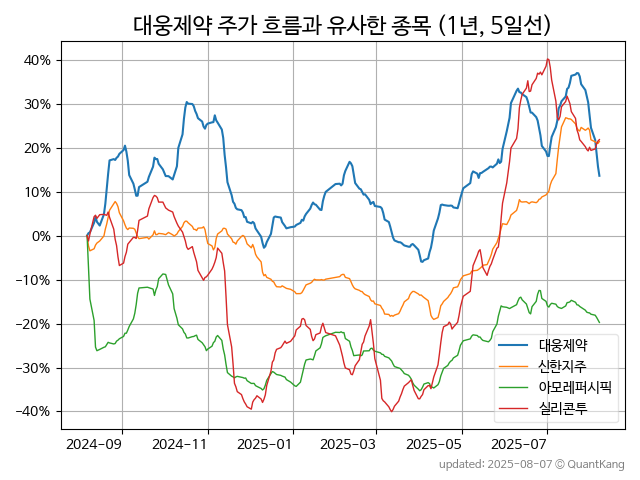 대웅제약 주가 흐름과 유사한 종목 (1년, 5일선)
40%
30%
20%
10%
0%
−10%
−20%
−30%
−40%
대웅제약
신한지주
아모레퍼시픽
실리콘투
2024-09
2024-11
2025-01
2025-03
2025-05
2025-07
updated: 2025-08-07 © QuantKang